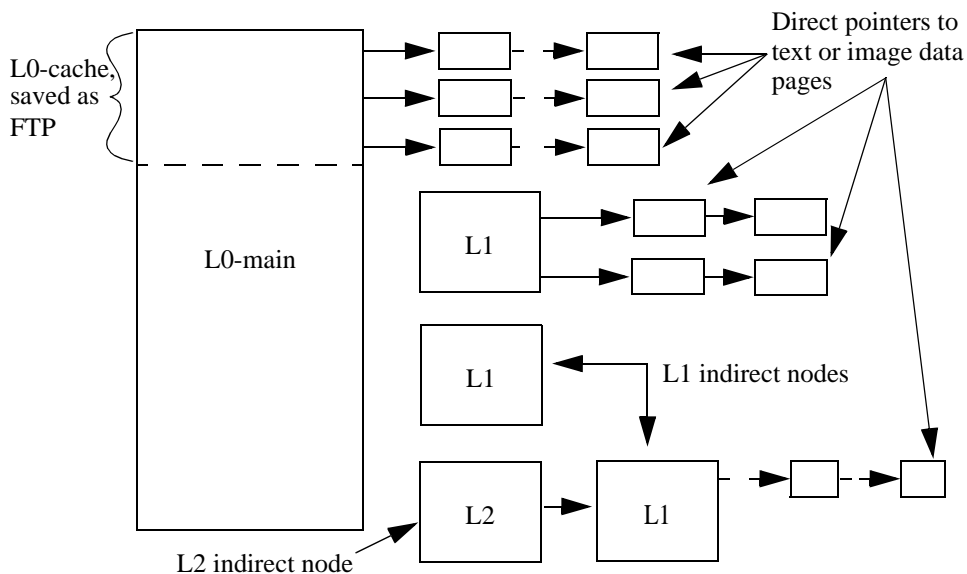 Direct pointers to
text or image data
pages
L0-cache,
saved as
FTP
L0-main
L1
L1
L1 indirect nodes
L2
L1
L2 indirect node